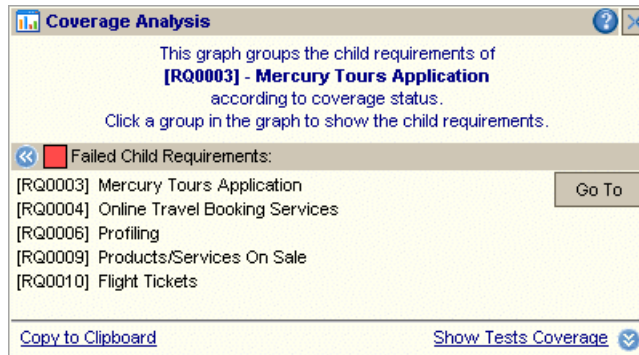 Coverage Analysis
This graph groups the child requirements of
[RQ0003] - Mercury Tours Application
according to coverage status.
Click a group in the graph to show the child requirements.
Failed Child Requirements:
[RQ0003] Mercury Tours Application
Go To
[RQ0004] Online Travel Booking Services
[RQ0006] Profiling
[RQ0009] Products/Services On Sale
[RQ0010] Flight Tickets
Copy to Clipboard
Show Tests Coverage